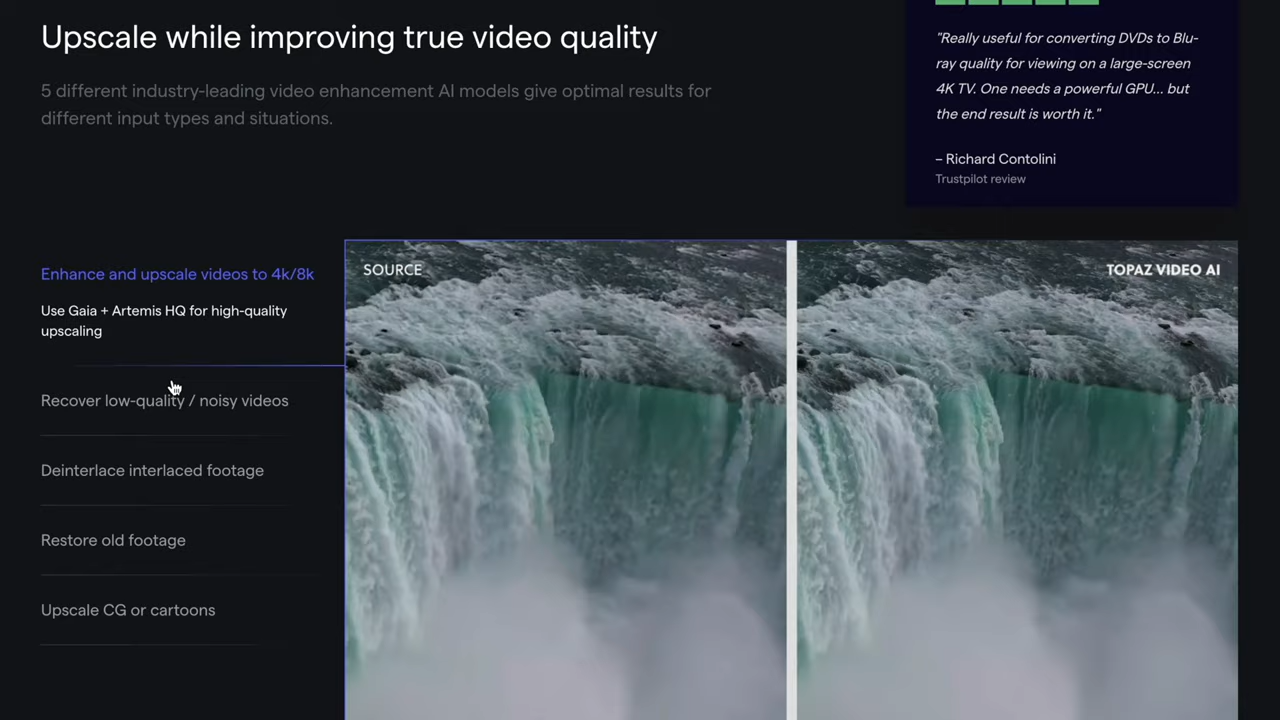 Upscale while improving true video quality
5 different industry-leading video enhancement AI models give optimal results for
different input types and situations.
"Really useful for converting DVDs to Blu-
ray quality for viewing on a large-screen
4K TV. One needs a powerful GPU... but
the end result is worth it."
– Richard Contolini
Trustpilot review
Enhance and upscale videos to 4k/8k
Use Gaia + Artemis HQ for high-quality
upscaling
Recover low-quality / noisy videos
Deinterlace interlaced footage
Restore old footage
Upscale CG or cartoons
SOURCE
TOPAZ VIDEO AI